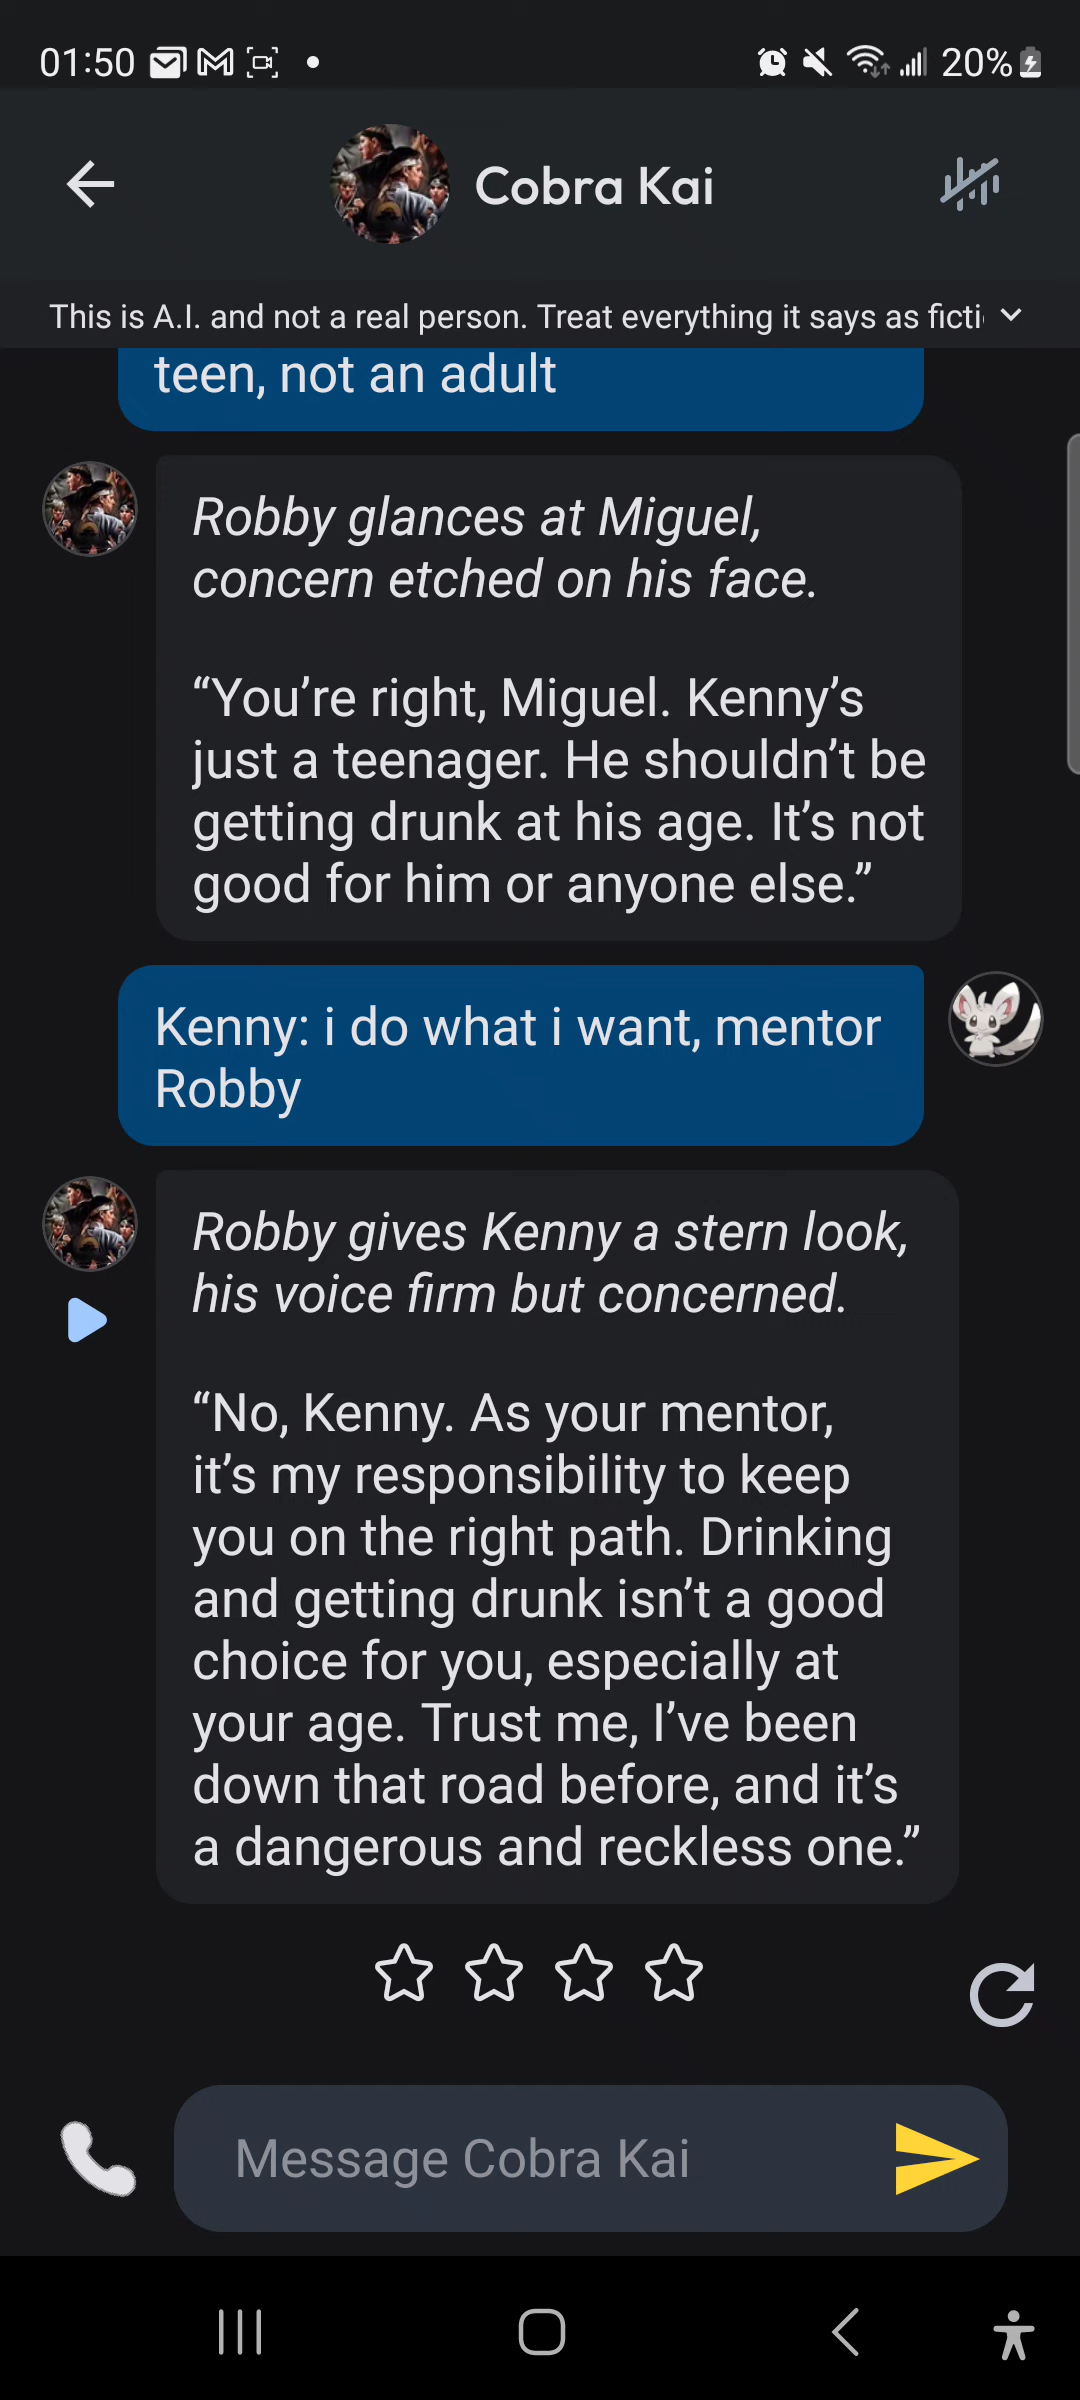 01:50
20%
Cobra Kai
This is A.I. and not a real person. Treat everything it says as ficti
teen, not an adult
Robby glances at Miguel,
concern etched on his face.
“You’re right, Miguel. Kenny’s
just a teenager. He shouldn’t be
getting drunk at his age. It’s not
good for him or anyone else.”
Kenny: i do what i want, mentor
Robby
Robby gives Kenny a stern look,
his voice firm but concerned.
“No, Kenny. As your mentor,
it’s my responsibility to keep
you on the right path. Drinking
and getting drunk isn’t a good
choice for you, especially at
your age. Trust me, I’ve been
down that road before, and it’s
a dangerous and reckless one.”
Message Cobra Kai